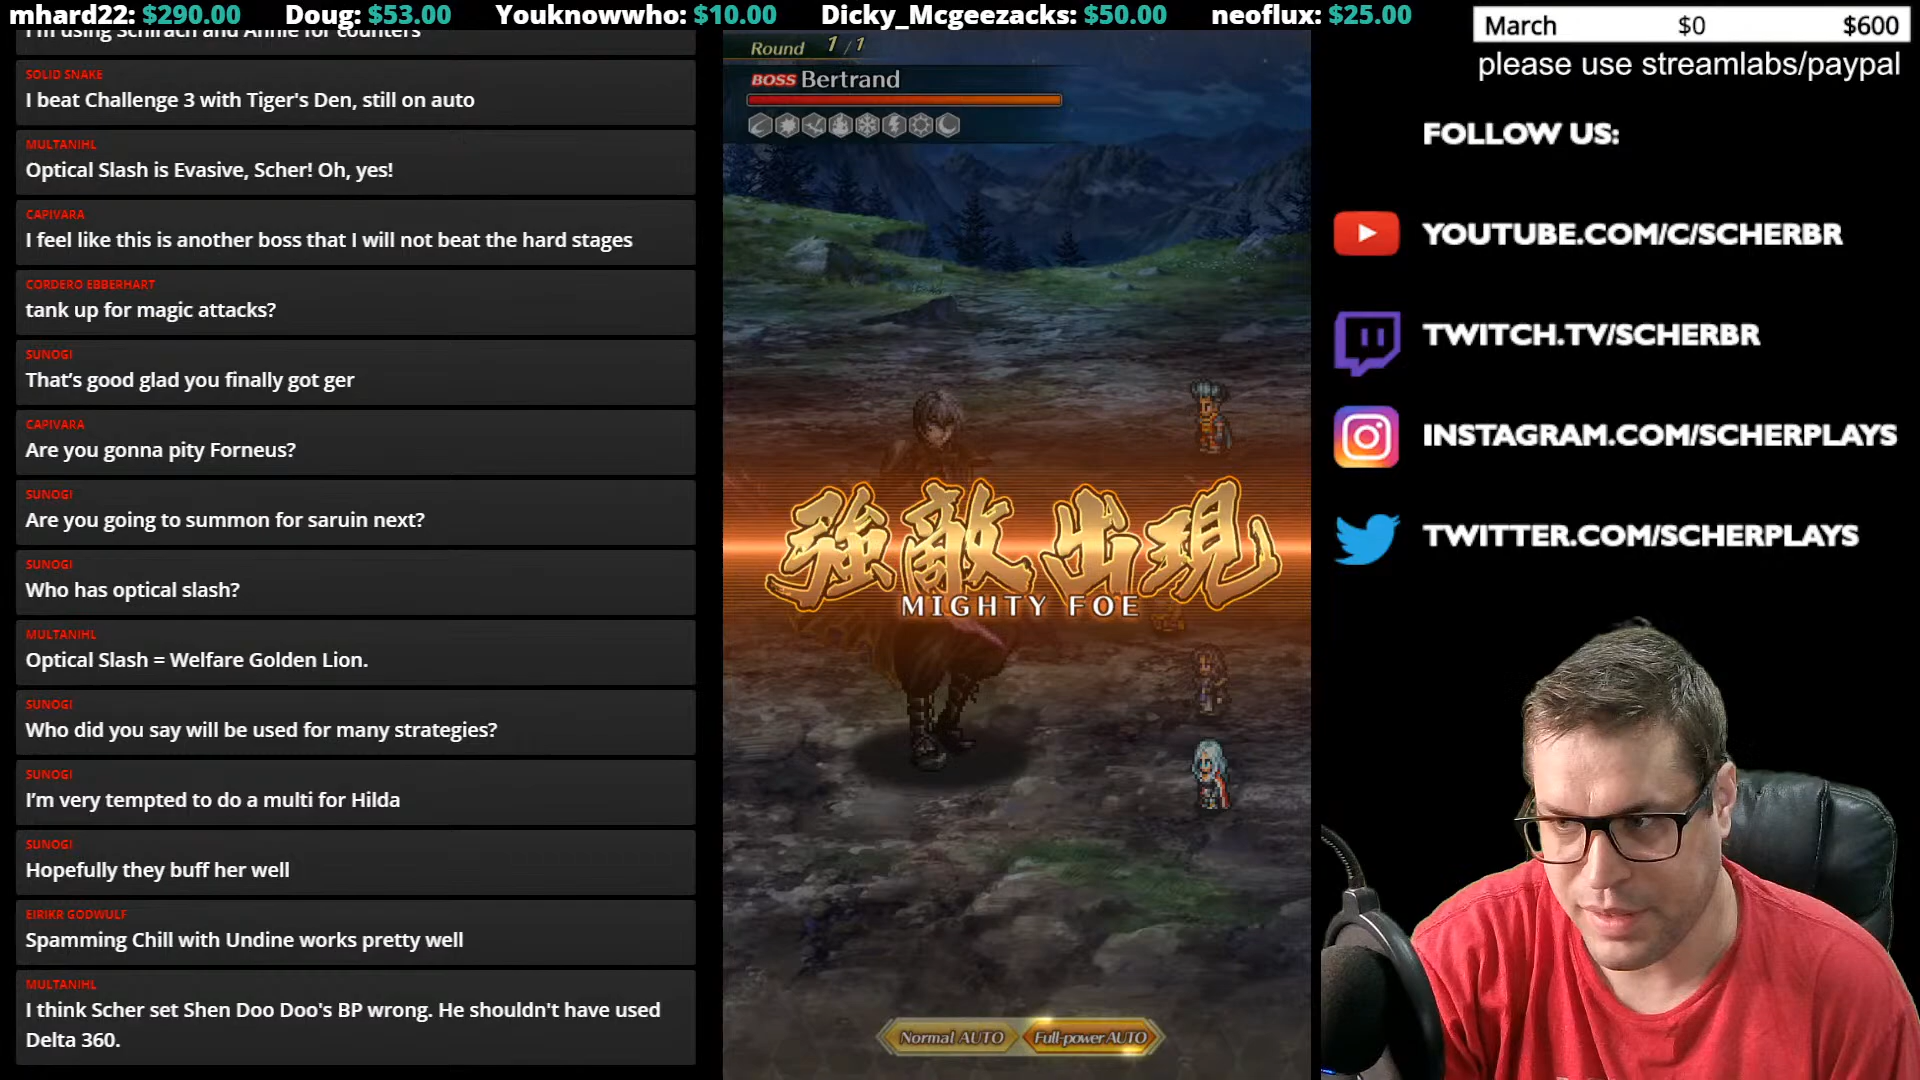 mhard22: $290.00 Doug: $53.00 Youknowwho: $10.00 Dicky_Mcgeezacks: $50.00 neoflux: $25.00
I'm using Schirach and Annie for counters
SOLID SNAKE
I beat Challenge 3 with Tiger's Den, still on auto
MULTANIHL
Optical Slash is Evasive, Scher! Oh, yes!
CAPIVARA
I feel like this is another boss that I will not beat the hard stages
CORDERO EBBERHART
tank up for magic attacks?
SUNOGI
That's good glad you finally got ger
CAPIVARA
Are you gonna pity Forneus?
SUNOGI
Are you going to summon for saruin next?
SUNOGI
Who has optical slash?
MULTANIHL
Optical Slash = Welfare Golden Lion.
SUNOGI
Who did you say will be used for many strategies?
SUNOGI
I'm very tempted to do a multi for Hilda
SUNOGI
Hopefully they buff her well
EIRIKR GODWULF
Spamming Chill with Undine works pretty well
MULTANIHL
I think Scher set Shen Doo Doo's BP wrong. He shouldn't have used
Delta 360.
Round 1/1
BOSS Bertrand
強敵出現
MIGHTY FOE
Normal AUTO Full-power AUTO
March $0 $600
please use streamlabs/paypal
FOLLOW US:
YOUTUBE.COM/C/SCHERBR
TWITCH.TV/SCHERBR
INSTAGRAM.COM/SCHERPLAYS
TWITTER.COM/SCHERPLAYS